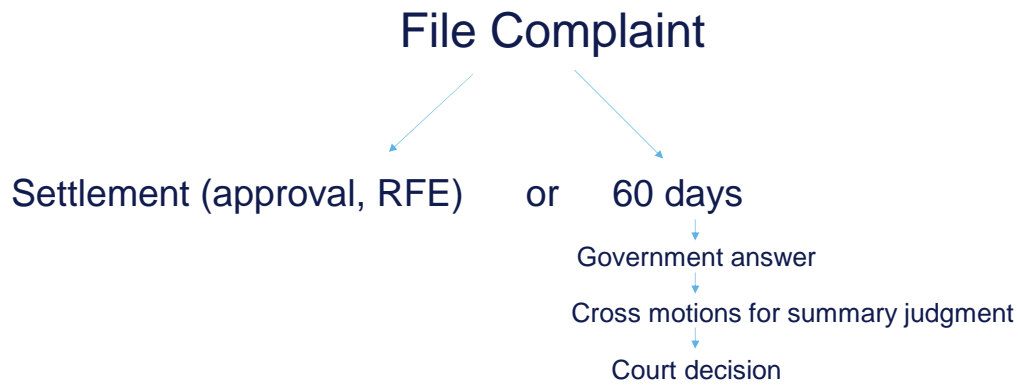 File Complaint
Settlement (approval, RFE) or 60 days
Government answer
Cross motions for summary judgment
Court decision